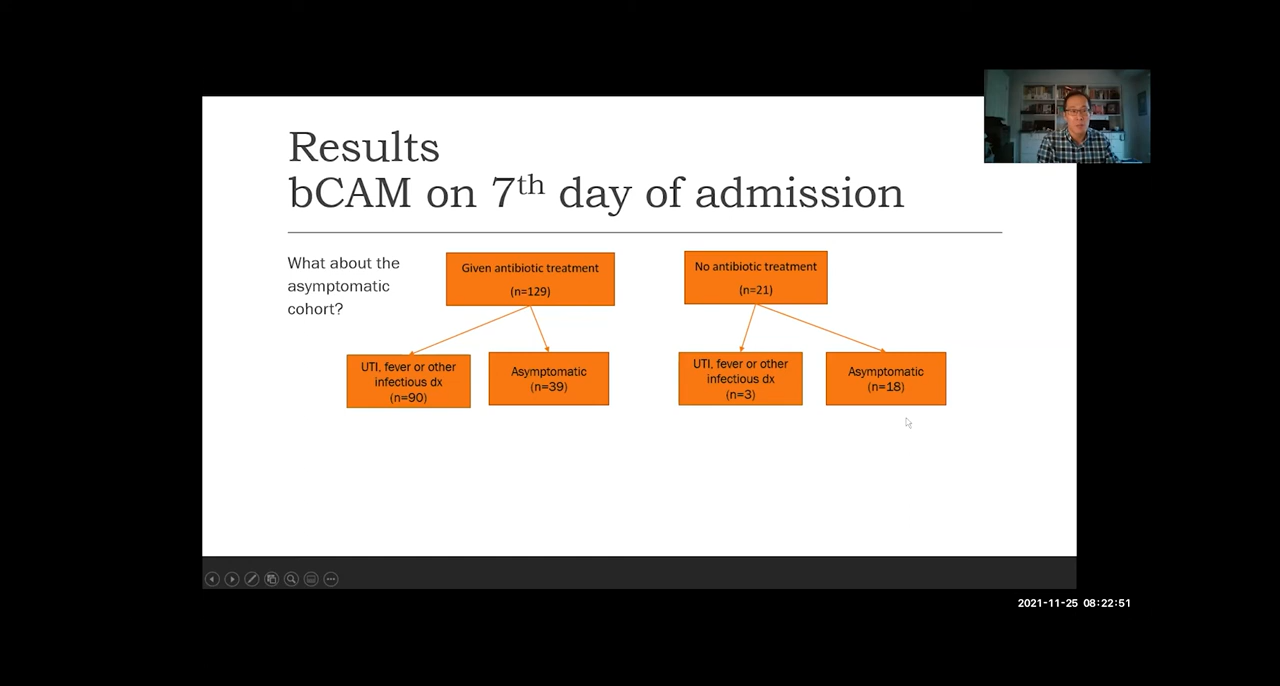 Results
bCAM on 7th day of admission
What about the
asymptomatic
cohort?
Given antibiotic treatment
(n=129)
No antibiotic treatment
(n=21)
UTI, fever or other
infectious dx
(n=90)
Asymptomatic
(n=39)
UTI, fever or other
infectious dx
(n=3)
Asymptomatic
(n=18)
2021-11-25 08:22:51